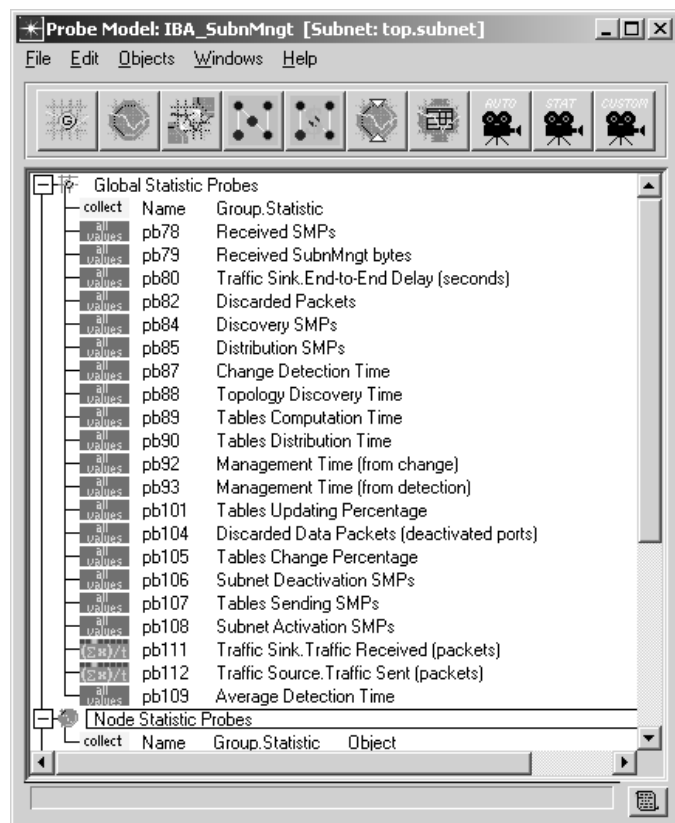 Probe Model: IBA_SubnMngt [Subnet: top.subnet]
File Edit Objects Windows Help
AUTO STAT CUSTOM
Global Statistic Probes
collect Name Group.Statistic
all values pb78 Received SMPs
all values pb79 Received SubnMngt bytes
all values pb80 Traffic Sink.End-to-End Delay (seconds)
all values pb82 Discarded Packets
all values pb84 Discovery SMPs
all values pb85 Distribution SMPs
all values pb87 Change Detection Time
all values pb88 Topology Discovery Time
all values pb89 Tables Computation Time
all values pb90 Tables Distribution Time
all values pb92 Management Time (from change)
all values pb93 Management Time (from detection)
all values pb101 Tables Updating Percentage
all values pb104 Discarded Data Packets (deactivated ports)
all values pb105 Tables Change Percentage
all values pb106 Subnet Deactivation SMPs
all values pb107 Tables Sending SMPs
all values pb108 Subnet Activation SMPs
(Σx)/t pb111 Traffic Sink.Traffic Received (packets)
(Σx)/t pb112 Traffic Source.Traffic Sent (packets)
all values pb109 Average Detection Time
Node Statistic Probes
collect Name Group.Statistic Object